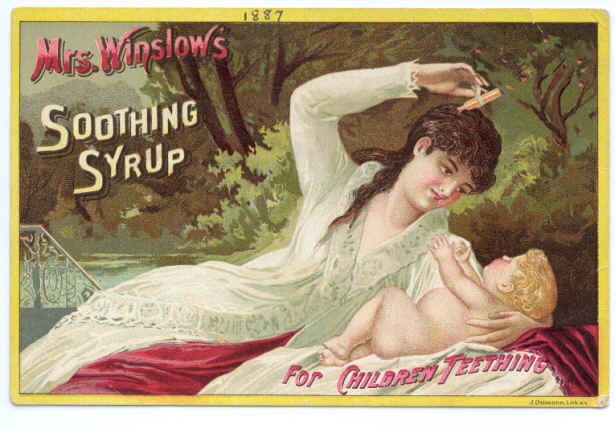 1887
Mrs. Winslow's
Soothing
Syrup
For Children Teething